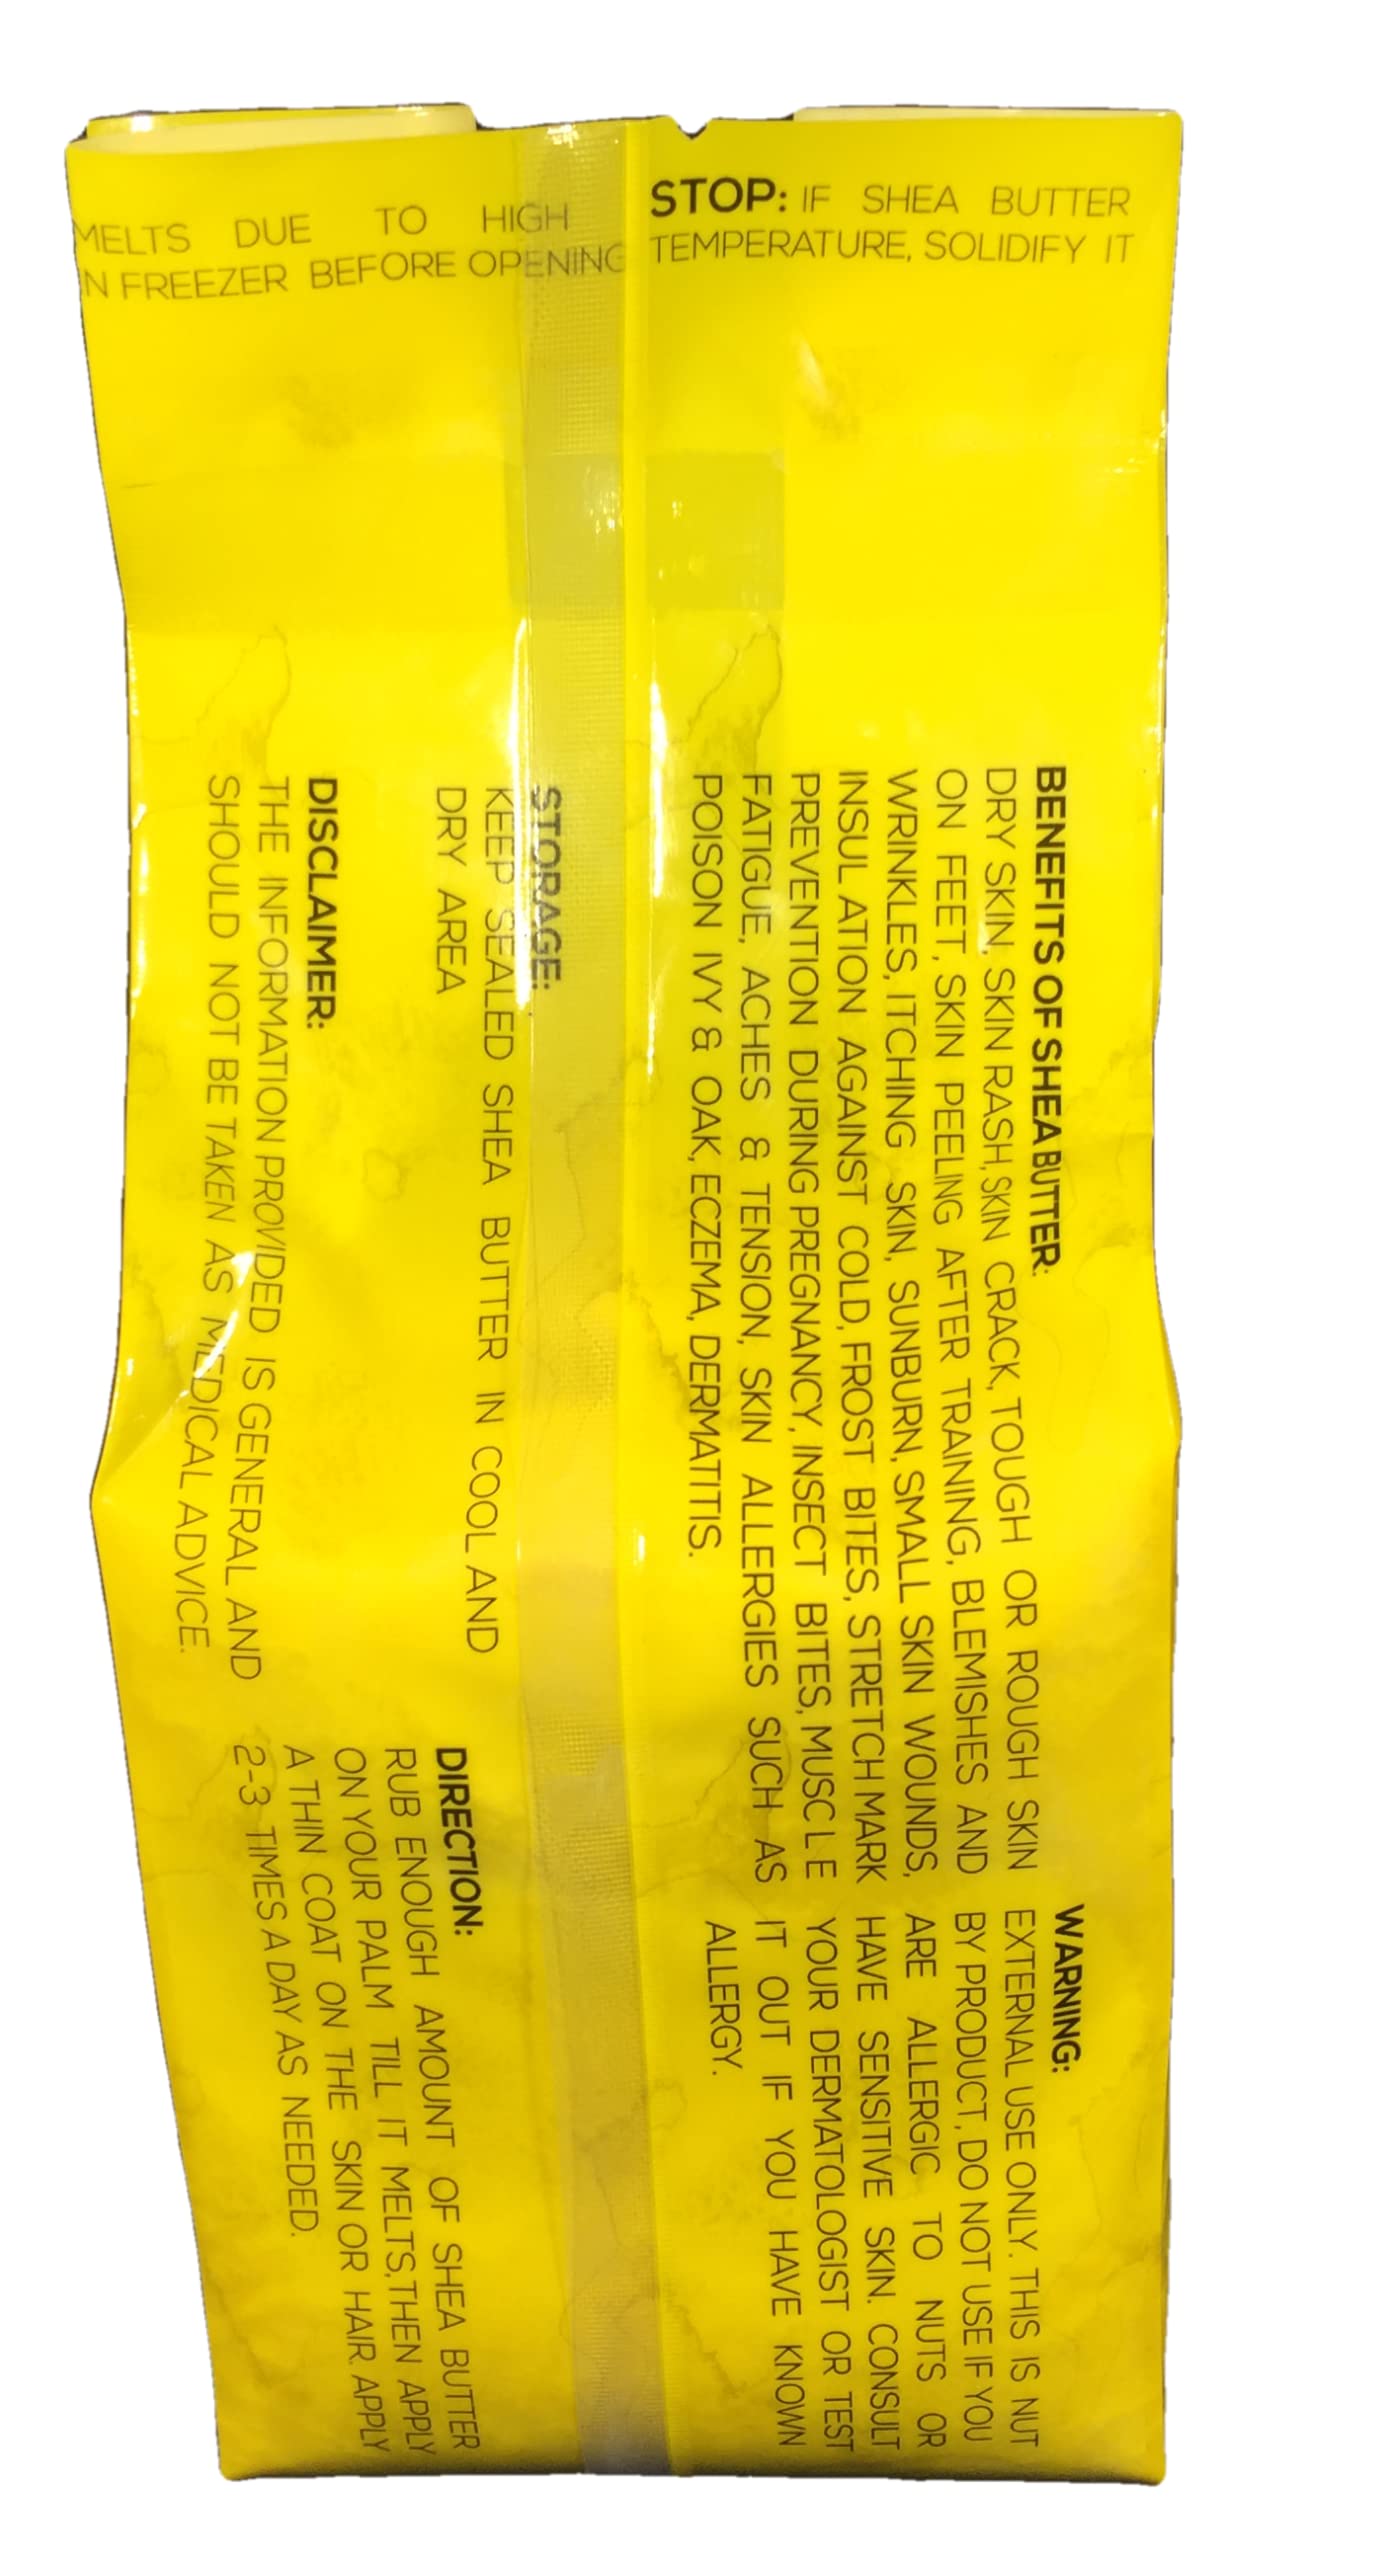 STOP: IF SHEA BUTTER
MELTS DUE TO HIGH
TEMPERATURE, SOLIDIFY IT
N FREEZER BEFORE OPENING
BENEFITS OF SHEA BUTTER:
DRY SKIN, SKIN RASH, SKIN CRACK, TOUGH OR ROUGH SKIN
ON FEET, SKIN PEELING AFTER TRAINING, BLEMISHES AND
WRINKLES, ITCHING SKIN, SUNBURN, SMALL SKIN WOUNDS,
INSUL ATION AGAINST COLD, FROST BITES, STRETCH MARK
PREVENTION DURING PREGNANCY, INSECT BITES, MUSCL E
FATIGUE, ACHES & TENSION, SKIN ALLERGIES SUCH AS
POISON IVY & OAK, ECZEMA, DERMATITIS.
WARNING:
EXTERNAL USE ONLY. THIS IS NUT
BY PRODUCT, DO NOT USE IF YOU
ARE ALLERGIC TO NUTS OR
HAVE SENSITIVE SKIN. CONSULT
YOUR DERMATOLOGIST OR TEST
IT OUT IF YOU HAVE KNOWN
ALLERGY.
STORAGE:
KEEP SEALED SHEA BUTTER IN COOL AND
DRY AREA
DISCLAIMER:
THE INFORMATION PROVIDED IS GENERAL AND
SHOULD NOT BE TAKEN AS MEDICAL ADVICE.
DIRECTION:
RUB ENOUGH AMOUNT OF SHEA BUTTER
ON YOUR PALM TILL IT MELTS,THEN APPLY
A THIN COAT ON THE SKIN OR HAIR. APPLY
2-3 TIMES A DAY AS NEEDED.